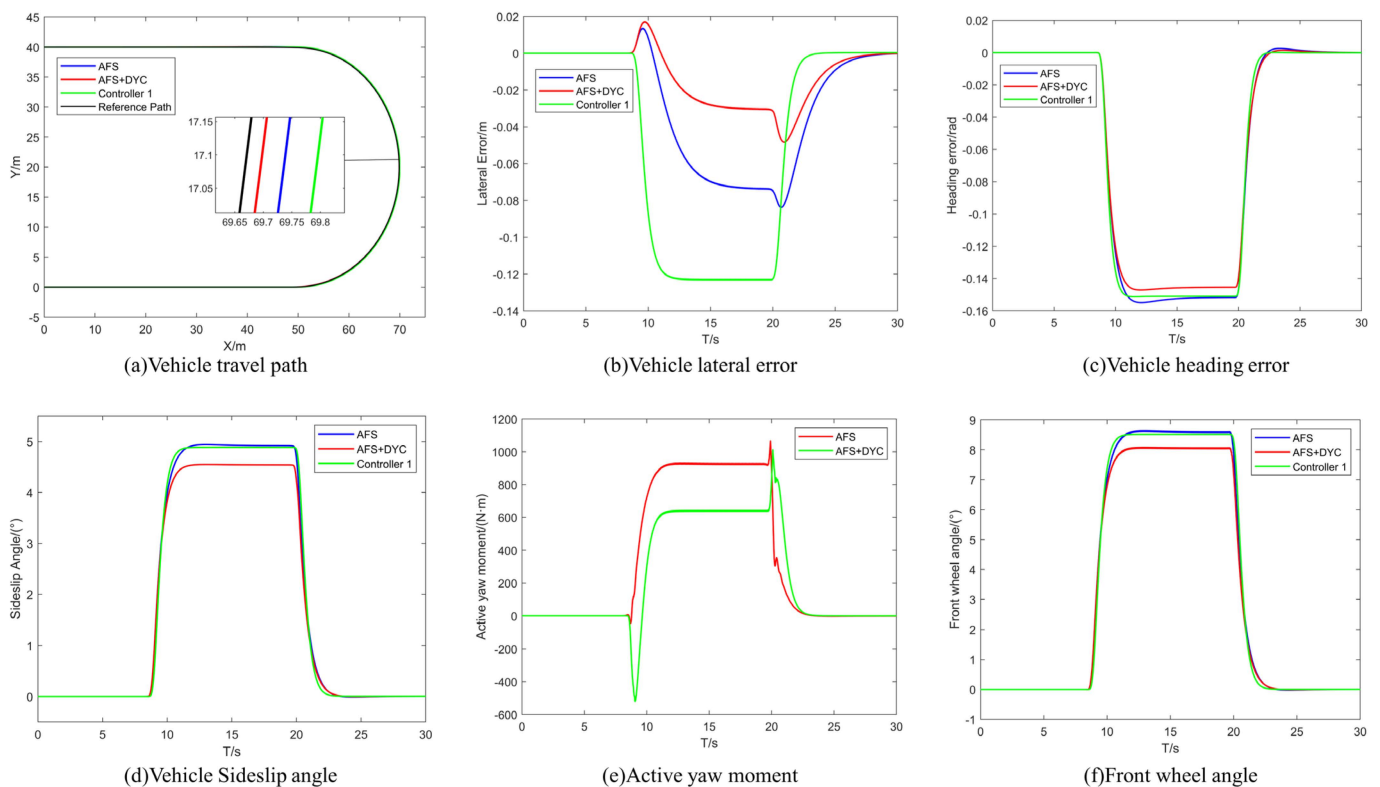 45
40
35
30
25
20
15
10
5
0
-5
Y/m
AFS
AFS+DYC
Controller 1
Reference Path
17.15
17.1
17.05
69.65 69.7 69.75 69.8
0 10 20 30 40 50 60 70
X/m
(a)Vehicle travel path
0.02
0
-0.02
-0.04
-0.06
-0.08
-0.1
-0.12
-0.14
Lateral Error/m
AFS
AFS+DYC
Controller 1
0 5 10 15 20 25 30
T/s
(b)Vehicle lateral error
0.02
0
-0.02
-0.04
-0.06
-0.08
-0.1
-0.12
-0.14
-0.16
Heading error/rad
AFS
AFS+DYC
Controller 1
0 5 10 15 20 25 30
T/s
(c)Vehicle heading error
5
4
3
2
1
0
Sideslip Angle/(°)
AFS
AFS+DYC
Controller 1
0 5 10 15 20 25 30
T/s
(d)Vehicle Sideslip angle
1200
1000
800
600
400
200
0
-200
-400
-600
Active yaw moment/(N·m)
AFS
AFS+DYC
0 5 10 15 20 25 30
T/s
(e)Active yaw moment
9
8
7
6
5
4
3
2
1
0
-1
Front wheel angle/(°)
AFS
AFS+DYC
Controller 1
0 5 10 15 20 25 30
T/s
(f)Front wheel angle